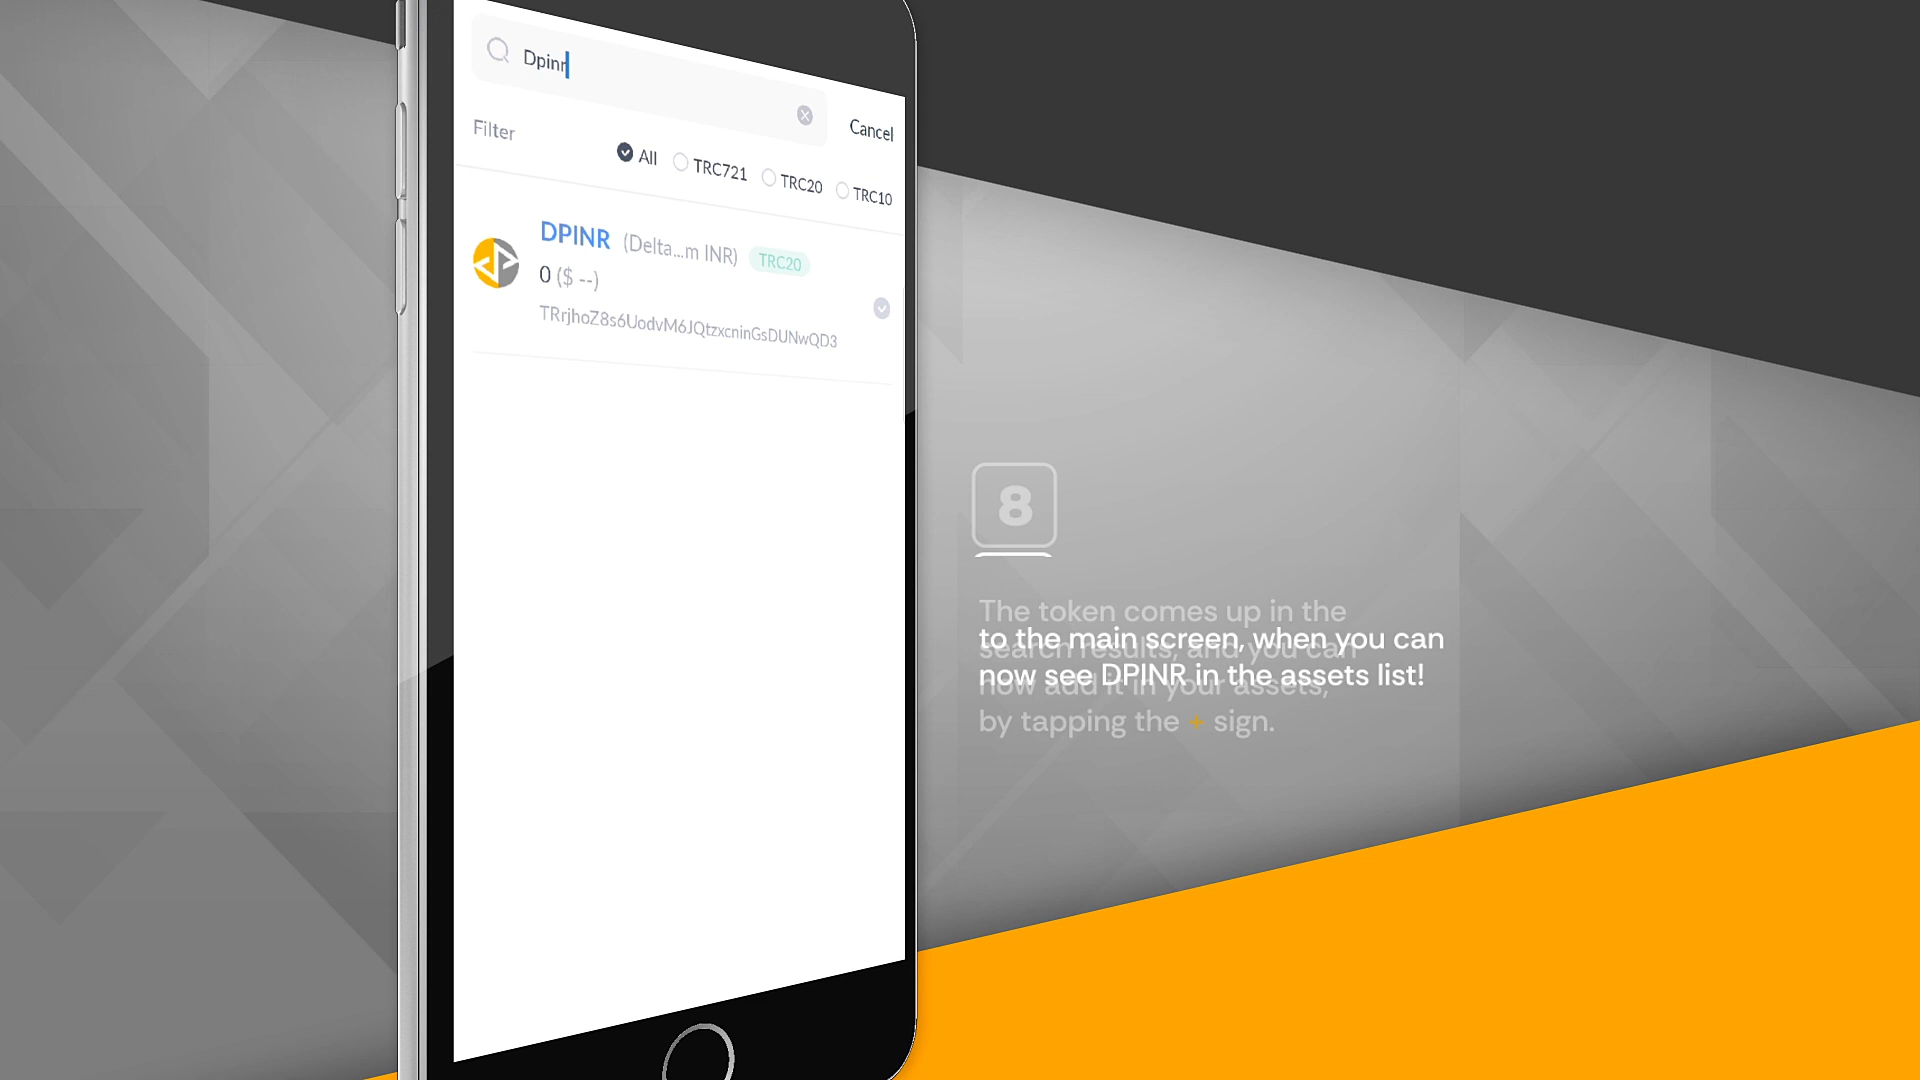 Dpinr
Cancel
Filter
All
TRC721
TRC20
TRC10
DPINR (Delta...m INR) TRC20
0 ($ --)
TRrjhoZ8s6UodvM6JQtzxcninGsDUNwQD3
8
The token comes up in the
search results, and you can
now add it in your assets,
by tapping the + sign.
to the main screen, when you can
now see DPINR in the assets list!